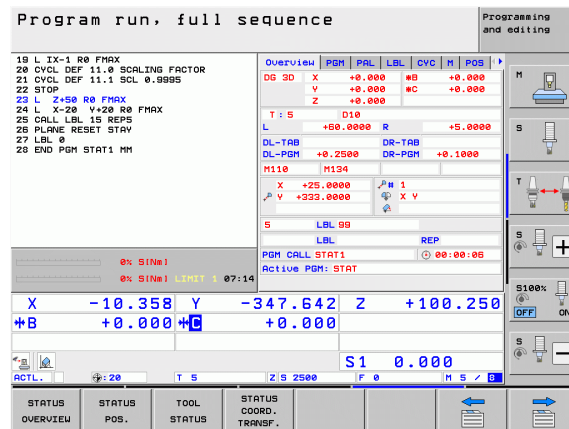 Program run, full sequence
Programming and editing
19 L IX-1 R0 FMAX
20 CYCL DEF 11.0 SCALING FACTOR
21 CYCL DEF 11.1 SCL 0.9995
22 STOP
23 L Z+50 R0 FMAX
24 L X-20 Y+20 R0 FMAX
25 CALL LBL 15 REP5
26 PLANE RESET STAY
27 LBL 0
28 END PGM STAT1 MM
Overview PGM PAL LBL CYC M POS
DG 3D X +0.000 *B +0.000
Y +0.000 *C +0.000
Z +0.000
T : 5 D10
L +60.0000 R +5.0000
DL-TAB DR-TAB
DL-PGM +0.2500 DR-PGM +0.1000
M110 M134
X +25.0000 # 1
Y +333.0000 X Y
5 LBL 99
LBL REP
PGM CALL STAT1 00:00:06
Active PGM: STAT
0% S[Nm]
0% S[Nm] LIMIT 1 07:14
X -10.358 Y -347.642 Z +100.250
B +0.000 C +0.000
S1 0.000
ACTL. :20 T 5 Z S 2500 F 0 M 5 / 8
STATUS OVERVIEW
STATUS POS.
TOOL STATUS
STATUS COORD. TRANSF.
M
S
T
S
S100%
OFF ON
S